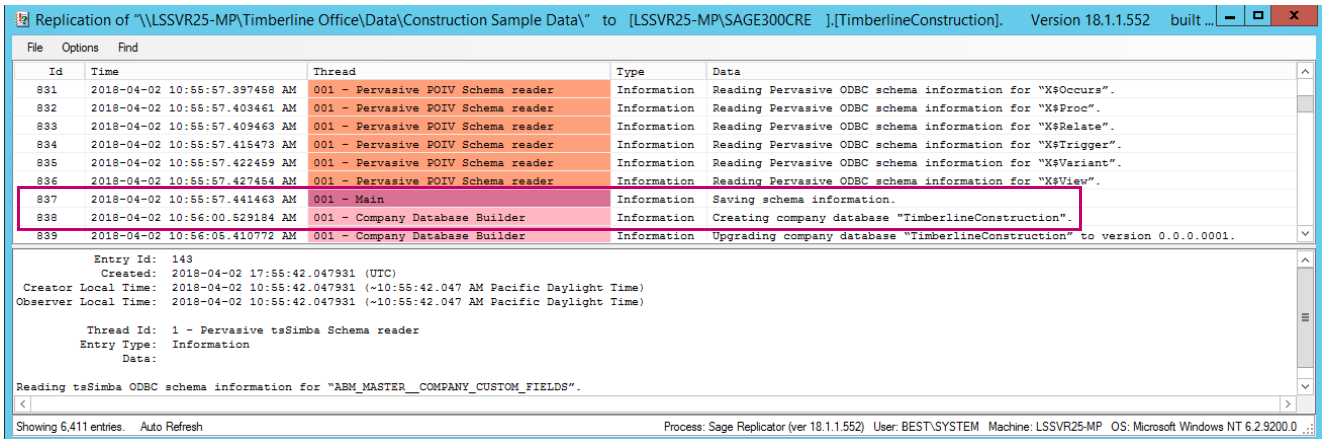 Replication of "\\LSSVR25-MP\Timberline Office\Data\Construction Sample Data\" to [LSSVR25-MP\SAGE300CRE ].[TimberlineConstruction]. Version 18.1.1.552 built ...
File Options Find
Id Time Thread Type Data
831 2018-04-02 10:55:57.397458 AM 001 - Pervasive POIV Schema reader Information Reading Pervasive ODBC schema information for "X$Occurs".
832 2018-04-02 10:55:57.403461 AM 001 - Pervasive POIV Schema reader Information Reading Pervasive ODBC schema information for "X$Proc".
833 2018-04-02 10:55:57.409463 AM 001 - Pervasive POIV Schema reader Information Reading Pervasive ODBC schema information for "X$Relate".
834 2018-04-02 10:55:57.415473 AM 001 - Pervasive POIV Schema reader Information Reading Pervasive ODBC schema information for "X$Trigger".
835 2018-04-02 10:55:57.422459 AM 001 - Pervasive POIV Schema reader Information Reading Pervasive ODBC schema information for "X$Variant".
836 2018-04-02 10:55:57.427454 AM 001 - Pervasive POIV Schema reader Information Reading Pervasive ODBC schema information for "X$View".
837 2018-04-02 10:55:57.441463 AM 001 - Main Information Saving schema information.
838 2018-04-02 10:56:00.529184 AM 001 - Company Database Builder Information Creating company database "TimberlineConstruction".
839 2018-04-02 10:56:05.410772 AM 001 - Company Database Builder Information Upgrading company database "TimberlineConstruction" to version 0.0.0.0001.
Entry Id: 143
Created: 2018-04-02 17:55:42.047931 (UTC)
Creator Local Time: 2018-04-02 10:55:42.047931 (~10:55:42.047 AM Pacific Daylight Time)
Observer Local Time: 2018-04-02 10:55:42.047931 (~10:55:42.047 AM Pacific Daylight Time)
Thread Id: 1 - Pervasive tsSimba Schema reader
Entry Type: Information
Data:
Reading tsSimba ODBC schema information for "ABM_MASTER__COMPANY_CUSTOM_FIELDS".
Showing 6,411 entries. Auto Refresh Process: Sage Replicator (ver 18.1.1.552) User: BEST\SYSTEM Machine: LSSVR25-MP OS: Microsoft Windows NT 6.2.9200.0